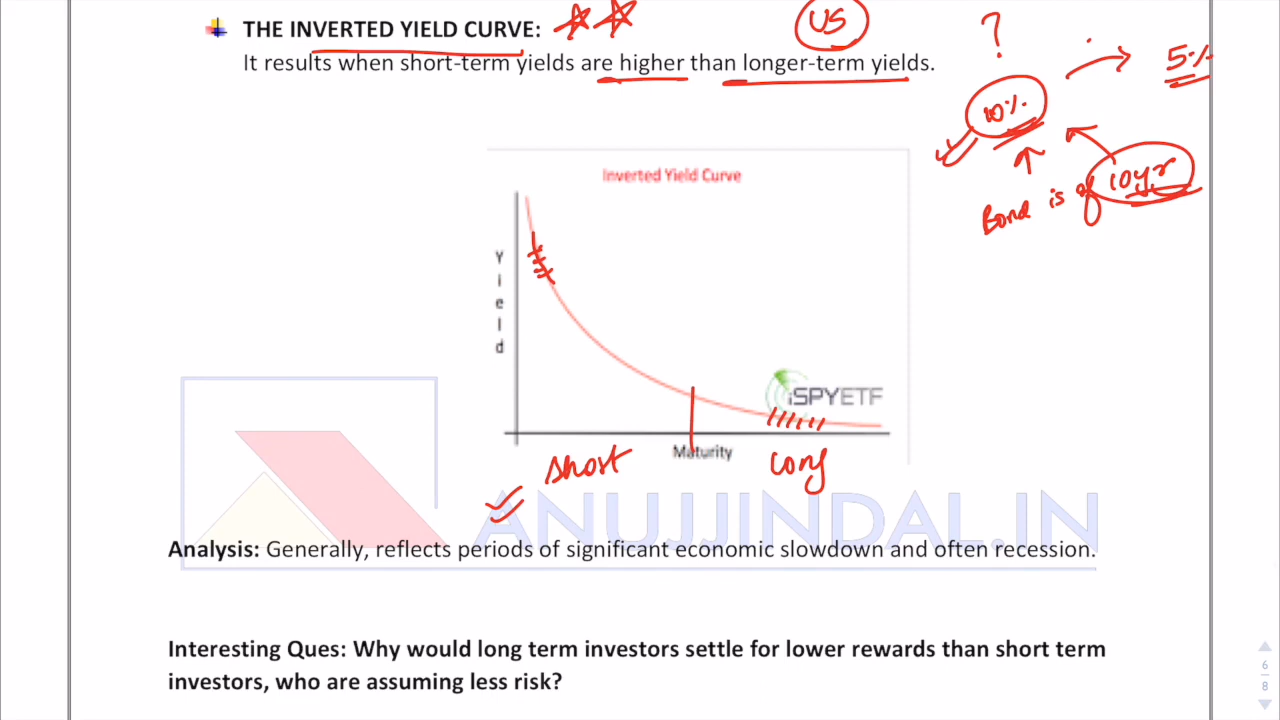 THE INVERTED YIELD CURVE:
US
?
It results when short-term yields are higher than longer-term yields.
5%
10%
Bond is of 10yr
Inverted Yield Curve
Yield
iSPYETF
Maturity
short
long
ANUJJINDAL.IN
Analysis: Generally, reflects periods of significant economic slowdown and often recession.
Interesting Ques: Why would long term investors settle for lower rewards than short term
investors, who are assuming less risk?
6
8